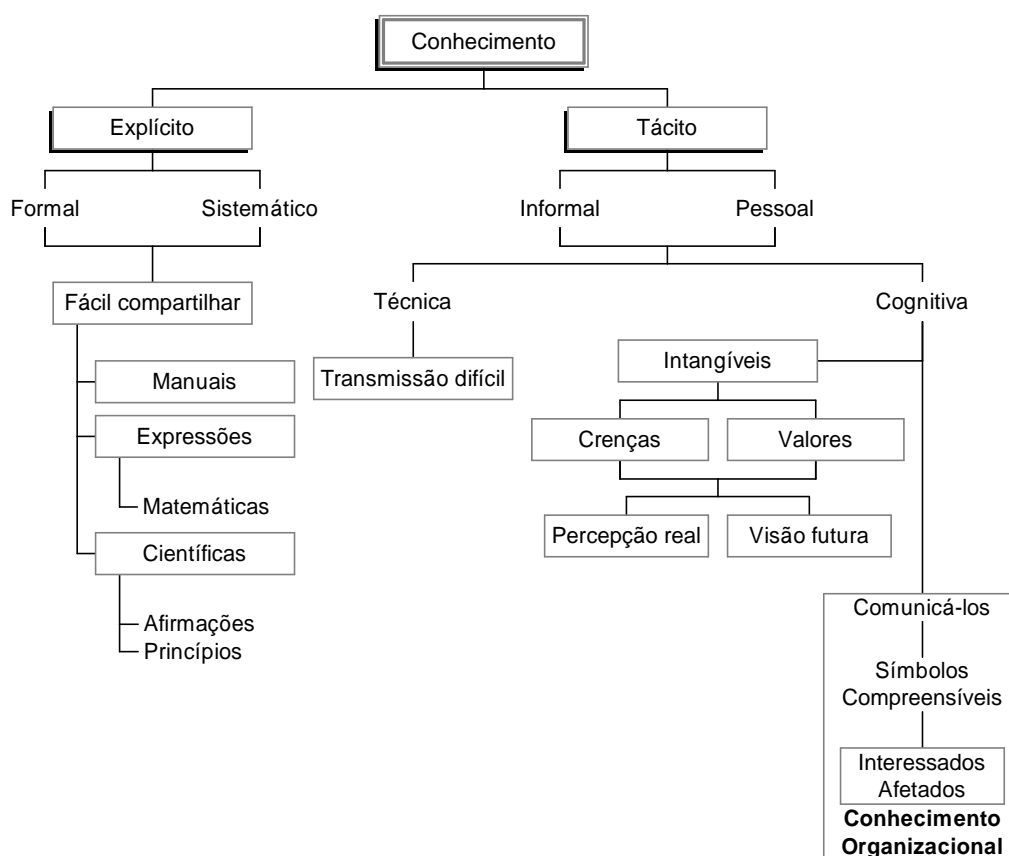 Conhecimento
Explícito
Tácito
Formal
Sistemático
Informal
Pessoal
Fácil compartilhar
Técnica
Cognitiva
Manuais
Transmissão difícil
Intangíveis
Expressões
Crenças
Valores
Matemáticas
Percepção real
Visão futura
Científicas
Afirmações
Princípios
Comunicá-los
Símbolos
Compreensíveis
Interessados
Afetados
Conhecimento
Organizacional